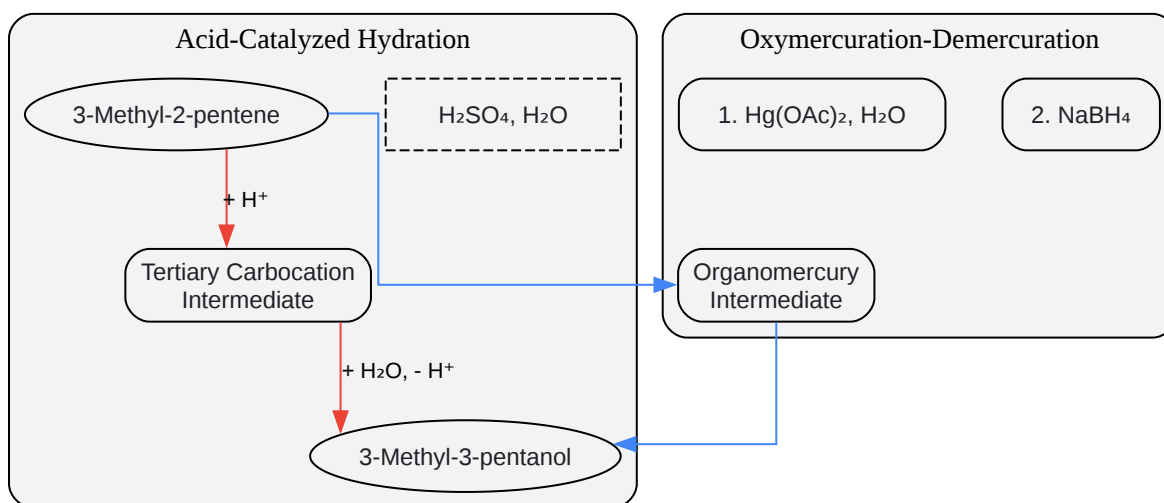 Acid-Catalyzed Hydration
Oxymercuration-Demercuration
3-Methyl-2-pentene
H₂SO₄, H₂O
1. Hg(OAc)₂, H₂O
2. NaBH₄
+ H⁺
Tertiary Carbocation
Intermediate
Organomercury
Intermediate
+ H₂O, - H⁺
3-Methyl-3-pentanol